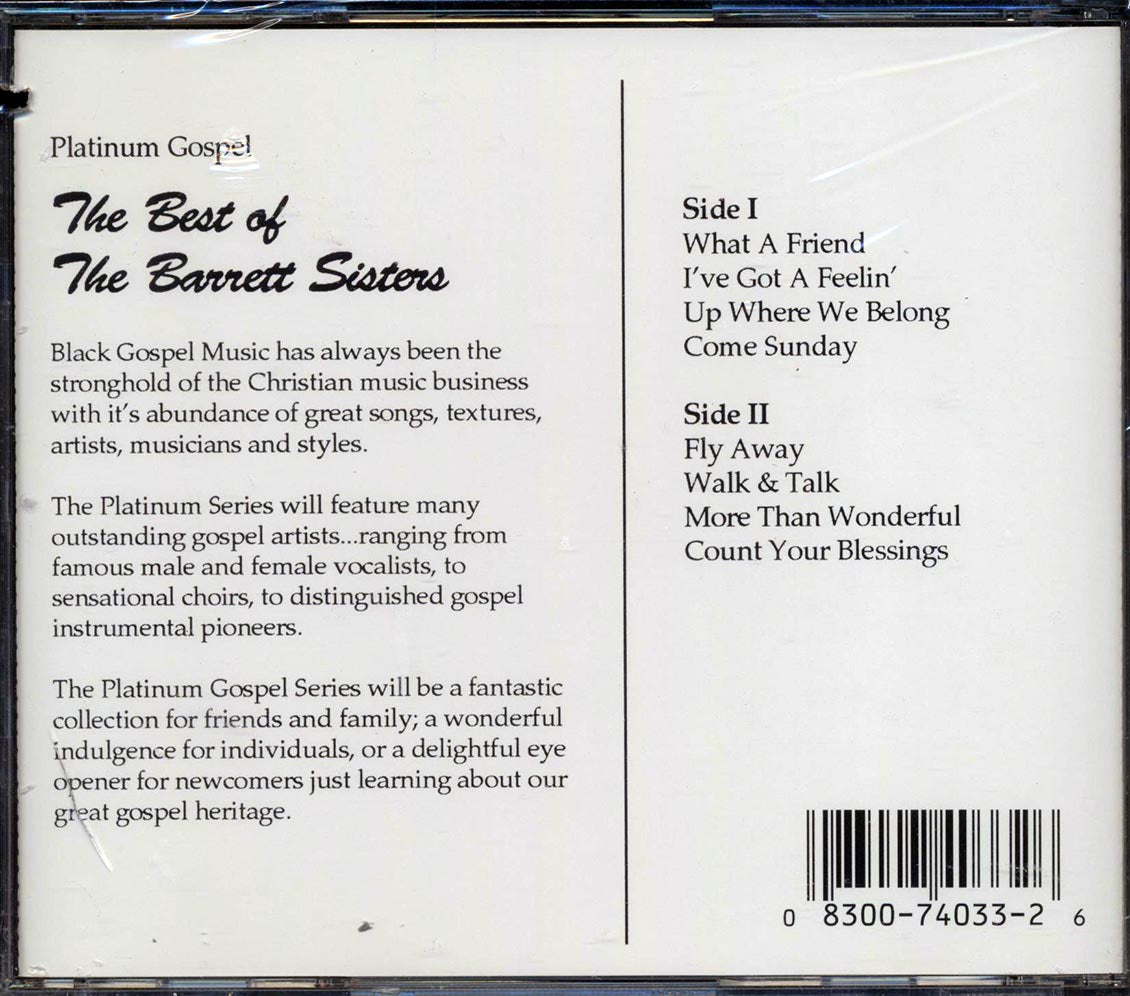 Platinum Gospel
The Best of
The Barrett Sisters
Black Gospel Music has always been the
stronghold of the Christian music business
with it's abundance of great songs, textures,
artists, musicians and styles.
The Platinum Series will feature many
outstanding gospel artists...ranging from
famous male and female vocalists, to
sensational choirs, to distinguished gospel
instrumental pioneers.
The Platinum Gospel Series will be a fantastic
collection for friends and family; a wonderful
indulgence for individuals, or a delightful eye
opener for newcomers just learning about our
great gospel heritage.
Side I
What A Friend
I've Got A Feelin'
Up Where We Belong
Come Sunday
Side II
Fly Away
Walk & Talk
More Than Wonderful
Count Your Blessings
0 8300-74033-2 6